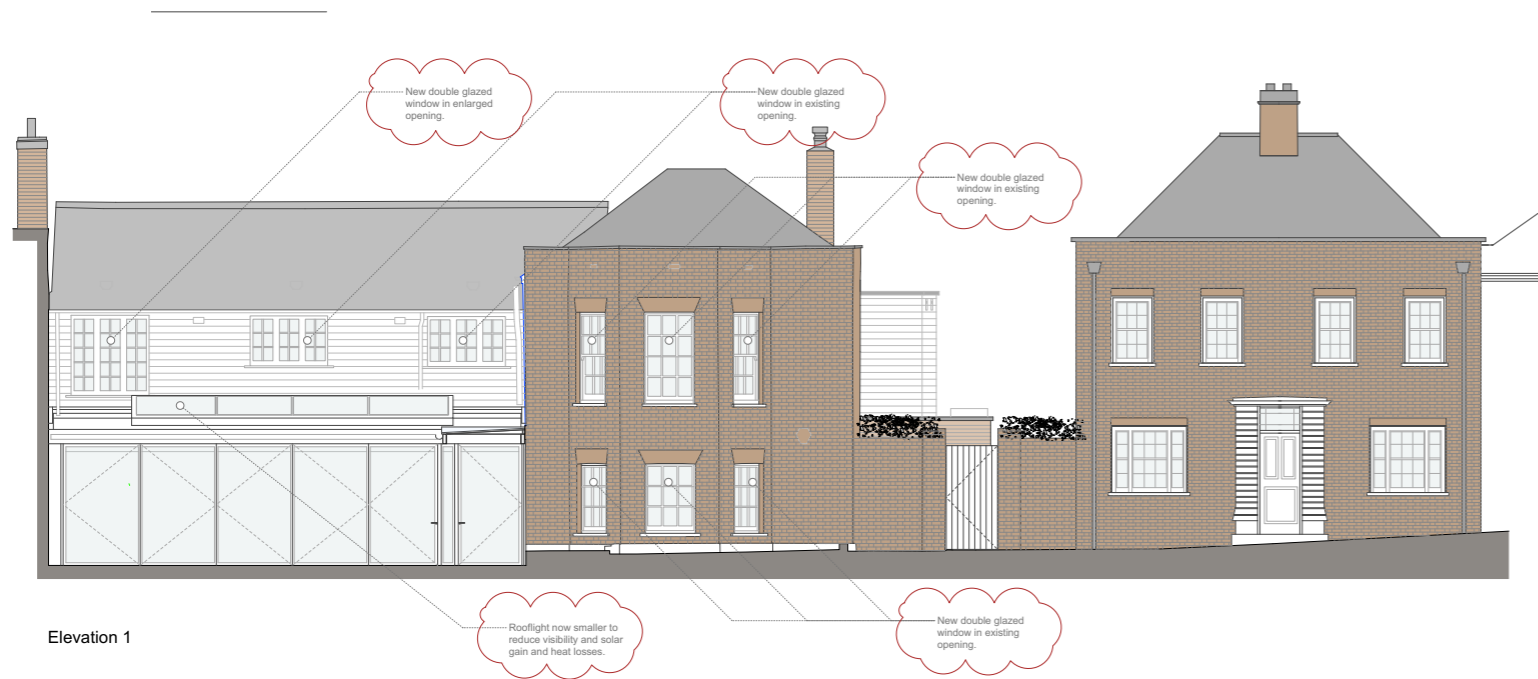 New double glazed
window in enlarged
opening.
New double glazed
window in existing
opening.
New double glazed
window in existing
opening.
Rooflight now smaller to
reduce visibility and solar
gain and heat losses.
New double glazed
window in existing
opening.
Elevation 1